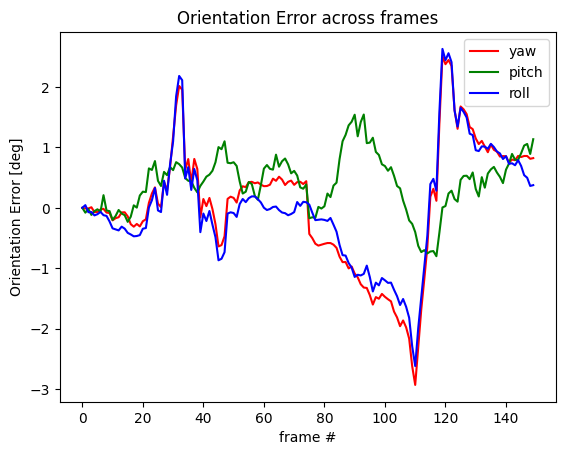 Orientation Error across frames
Orientation Error [deg]
2
1
0
−1
−2
−3
yaw
pitch
roll
0 20 40 60 80 100 120 140
frame #